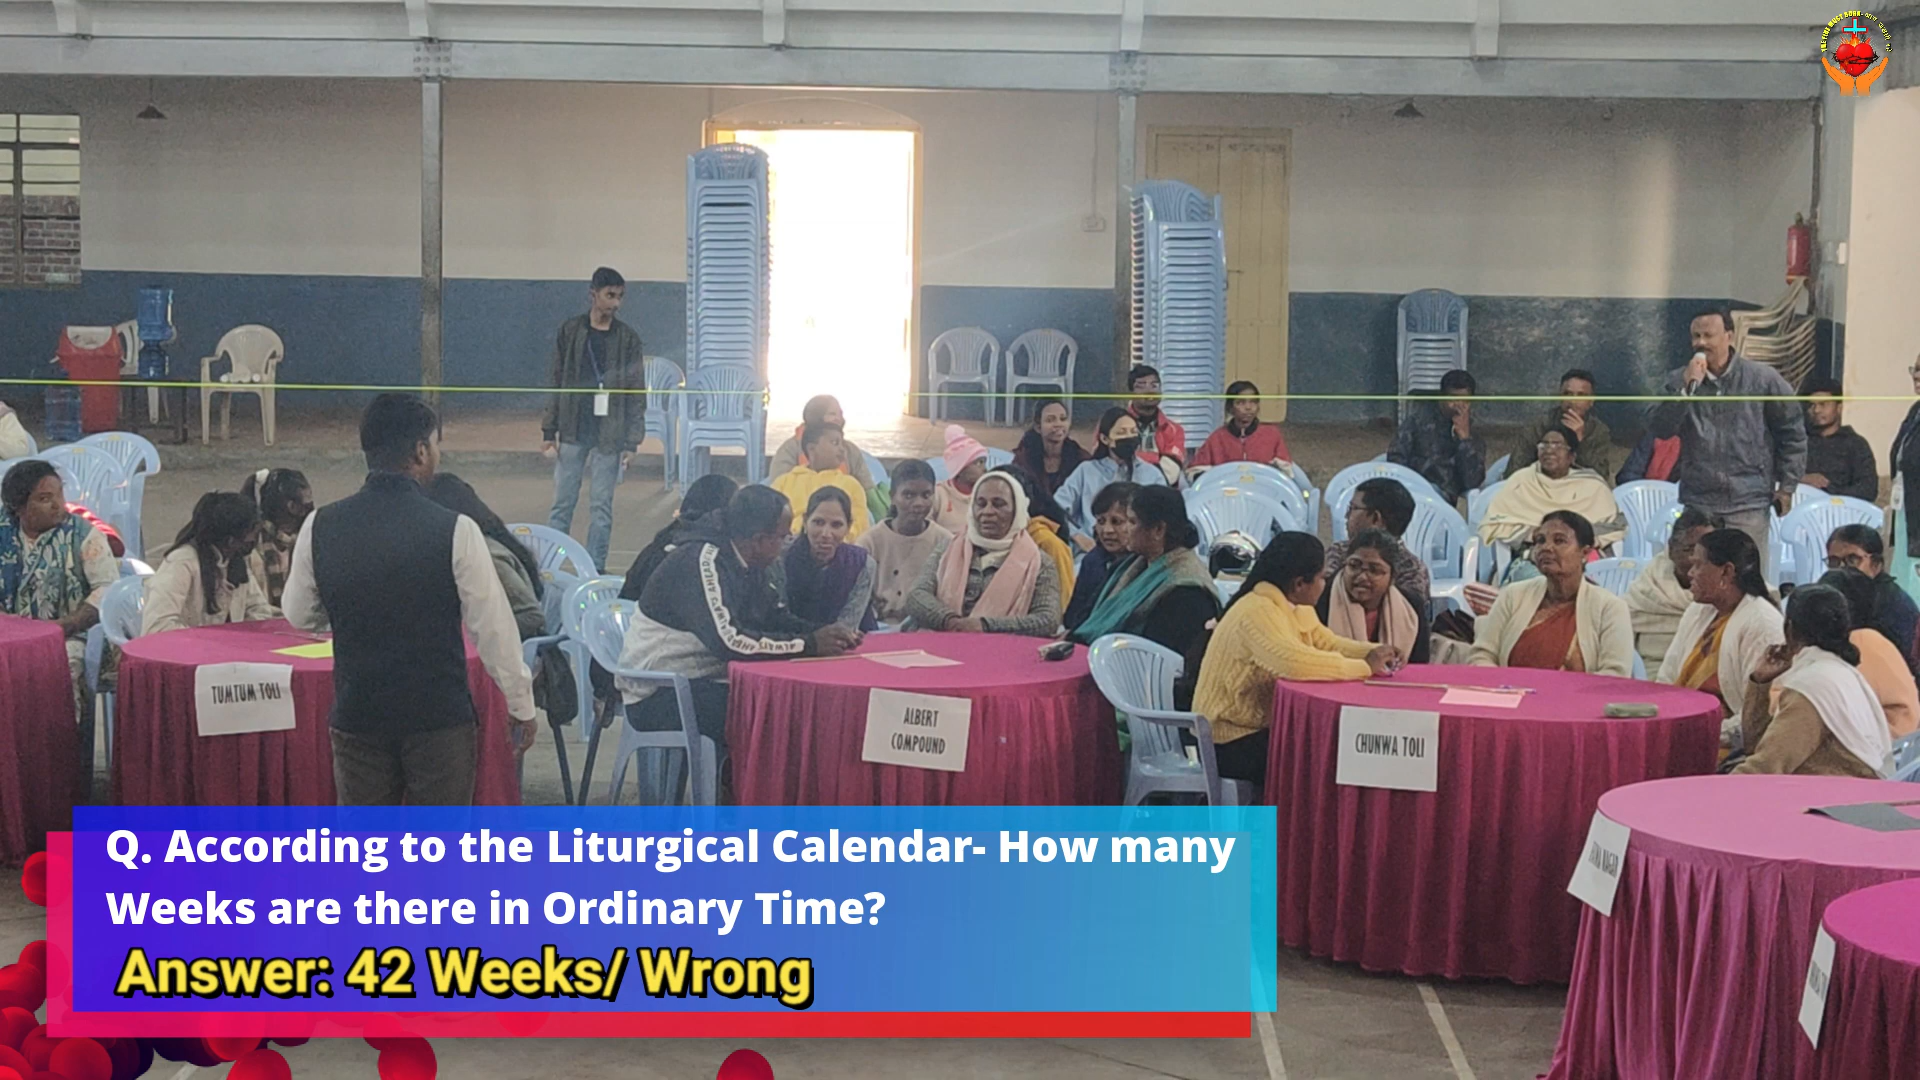 TUMTUM TOLI
ALBERT
COMPOUND
CHUNWA TOLI
Q. According to the Liturgical Calendar- How many
Weeks are there in Ordinary Time?
Answer: 42 Weeks/ Wrong